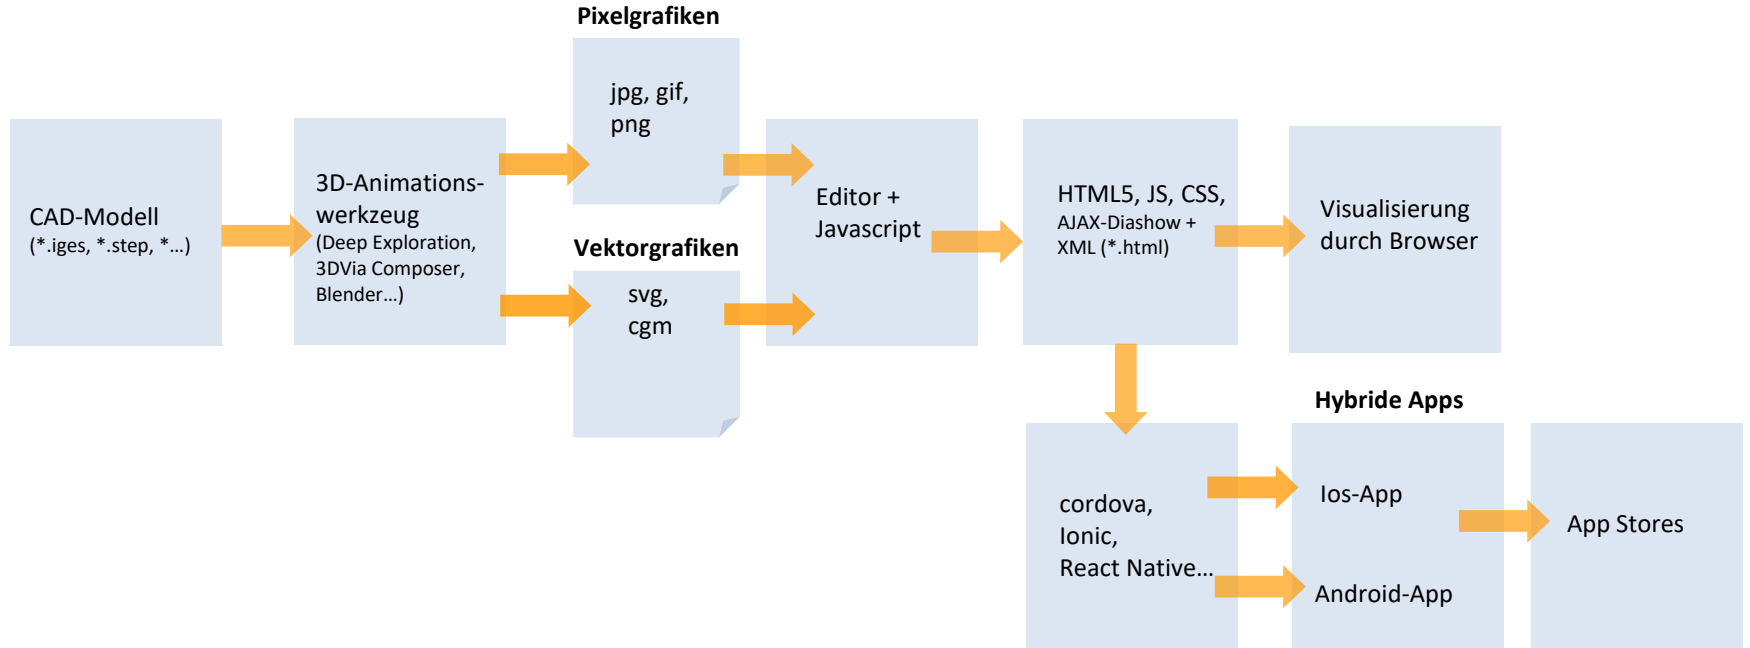 Pixelgrafiken
jpg, gif,
png
CAD-Modell
(*.iges, *.step, *...)
3D-Animations-
werkzeug
(Deep Exploration,
3DVia Composer,
Blender...)
Vektorgrafiken
svg,
cgm
Editor +
Javascript
HTML5, JS, CSS,
AJAX-Diashow +
XML (*.html)
Visualisierung
durch Browser
Hybride Apps
cordova,
Ionic,
React Native...
Ios-App
Android-App
App Stores